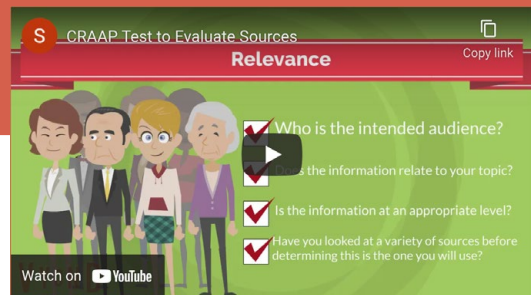 S CRAAP Test to Evaluate Sources
Copy link
Relevance
Who is the intended audience?
the information relate to your topic?
Is the information at an appropriate level?
Have you looked at a variety of sources before
determining this is the one you will use?
Watch on YouTube